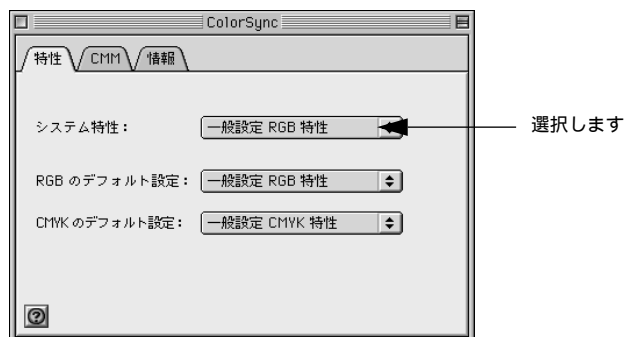 ColorSync
特性 CMM 情報
システム特性： 一般設定 RGB 特性 選択します
RGB のデフォルト設定： 一般設定 RGB 特性
CMYK のデフォルト設定： 一般設定 CMYK 特性
?